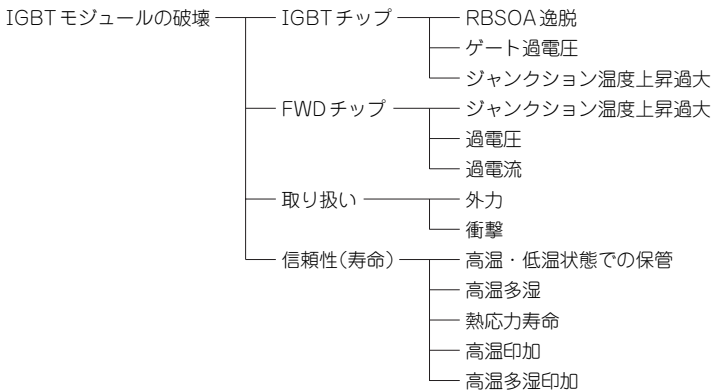 IGBTモジュールの破壊 IGBTチップ RBSOA逸脱
ゲート過電圧
ジャンクション温度上昇過大
FWDチップ ジャンクション温度上昇過大
過電圧
過電流
取り扱い 外力
衝撃
信頼性(寿命) 高温・低温状態での保管
高温多湿
熱応力寿命
高温印加
高温多湿印加